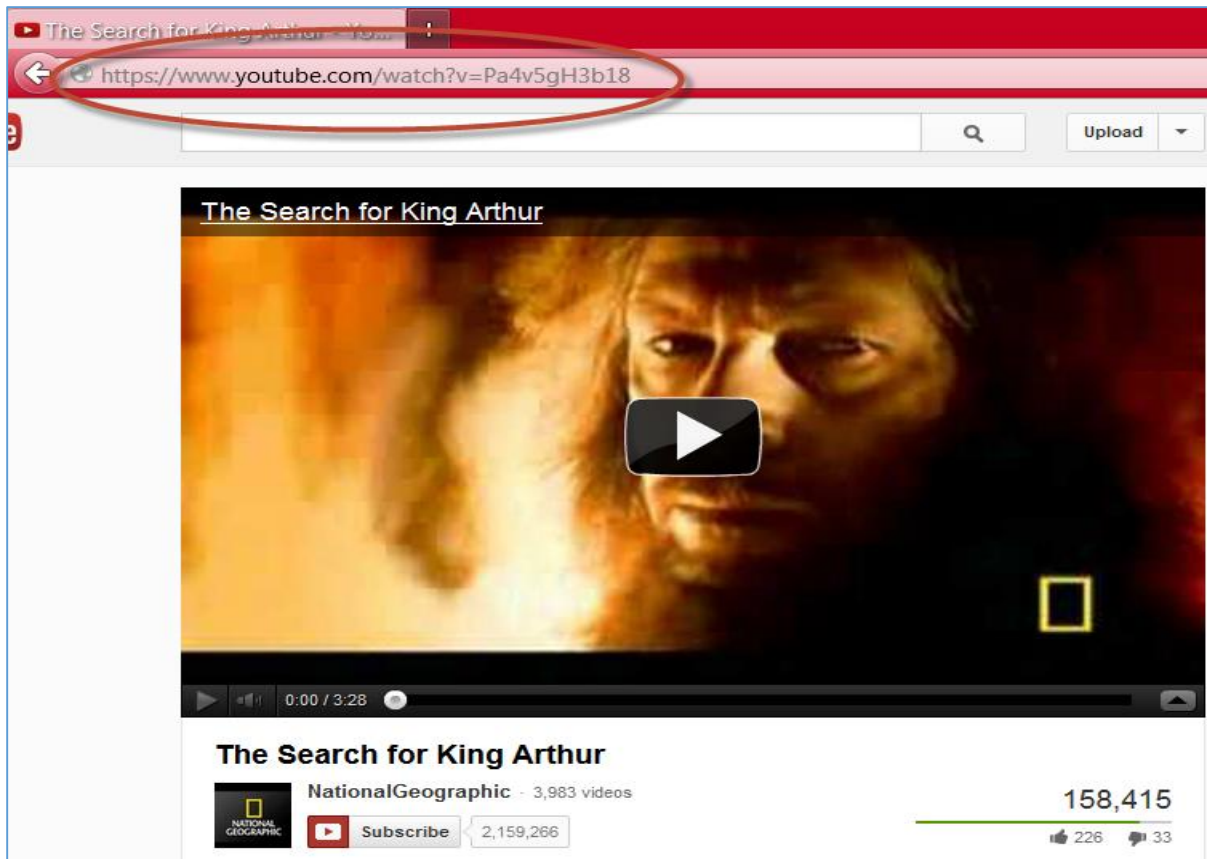 The Search for King Arthur - Yo...
https://www.youtube.com/watch?v=Pa4v5gH3b18
Upload
The Search for King Arthur
0:00 / 3:28
The Search for King Arthur
NationalGeographic - 3,983 videos
NATIONAL
GEOGRAPHIC
Subscribe 2,159,266
158,415
226 33